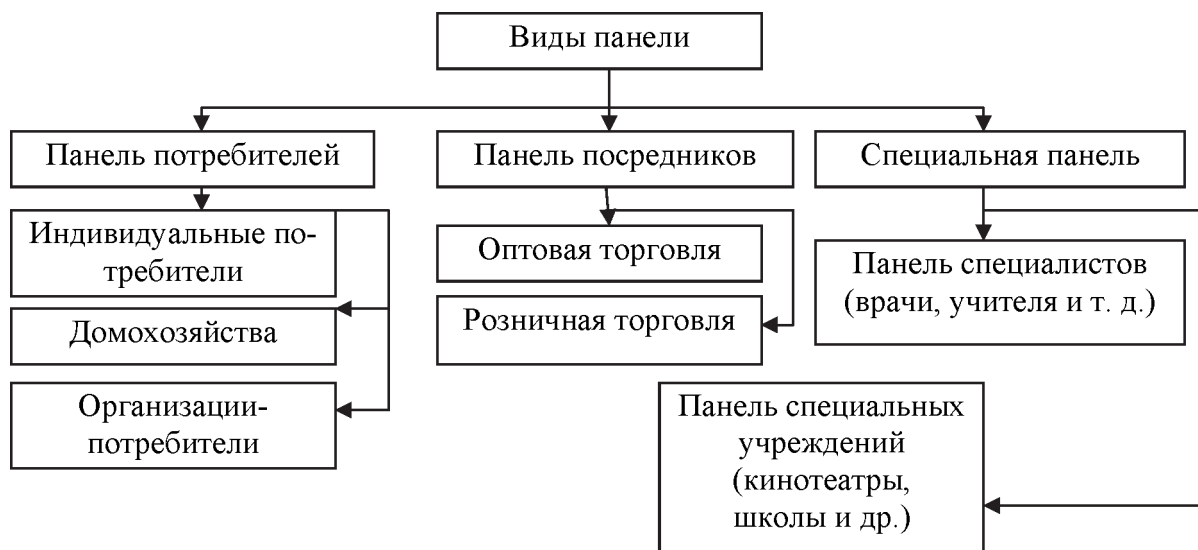 Виды панели
Панель потребителей
Панель посредников
Специальная панель
Индивидуальные по-
требители
Домохозяйства
Организации-
потребители
Оптовая торговля
Розничная торговля
Панель специалистов
(врачи, учителя и т. д.)
Панель специальных
учреждений
(кинотеатры,
школы и др.)